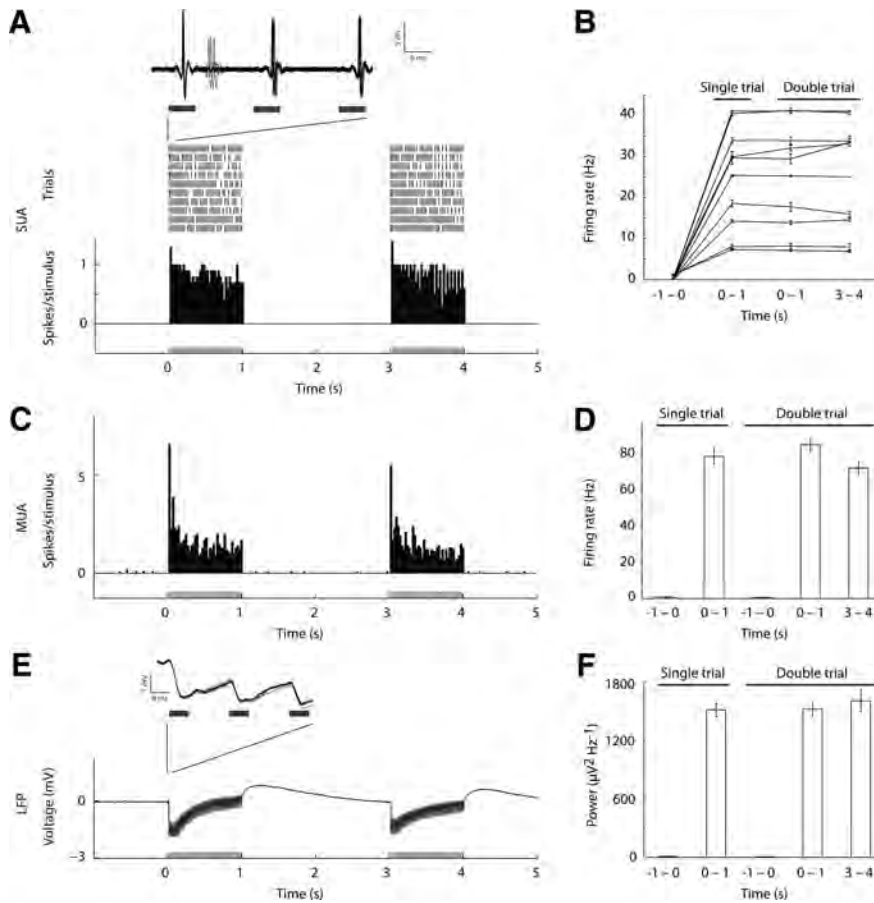 A
B
Single trial Double trial
40
30
20
10
0
Firing rate (Hz)
-1 – 0 0 – 1 0 – 1 3 – 4
Time (s)
SUA
Trials
Spikes/stimulus
1
0
0 1 2 3 4 5
Time (s)
C
MUA
Spikes/stimulus
5
0
0 1 2 3 4 5
Time (s)
D
Single trial Double trial
80
60
40
20
0
Firing rate (Hz)
-1 – 0 0 – 1 -1 – 0 0 – 1 3 – 4
Time (s)
E
LFP
Voltage (mV)
0
−3
0 1 2 3 4 5
Time (s)
F
Single trial Double trial
1800
1200
600
0
Power (µV² Hz⁻¹)
-1 – 0 0 – 1 -1 – 0 0 – 1 3 – 4
Time (s)